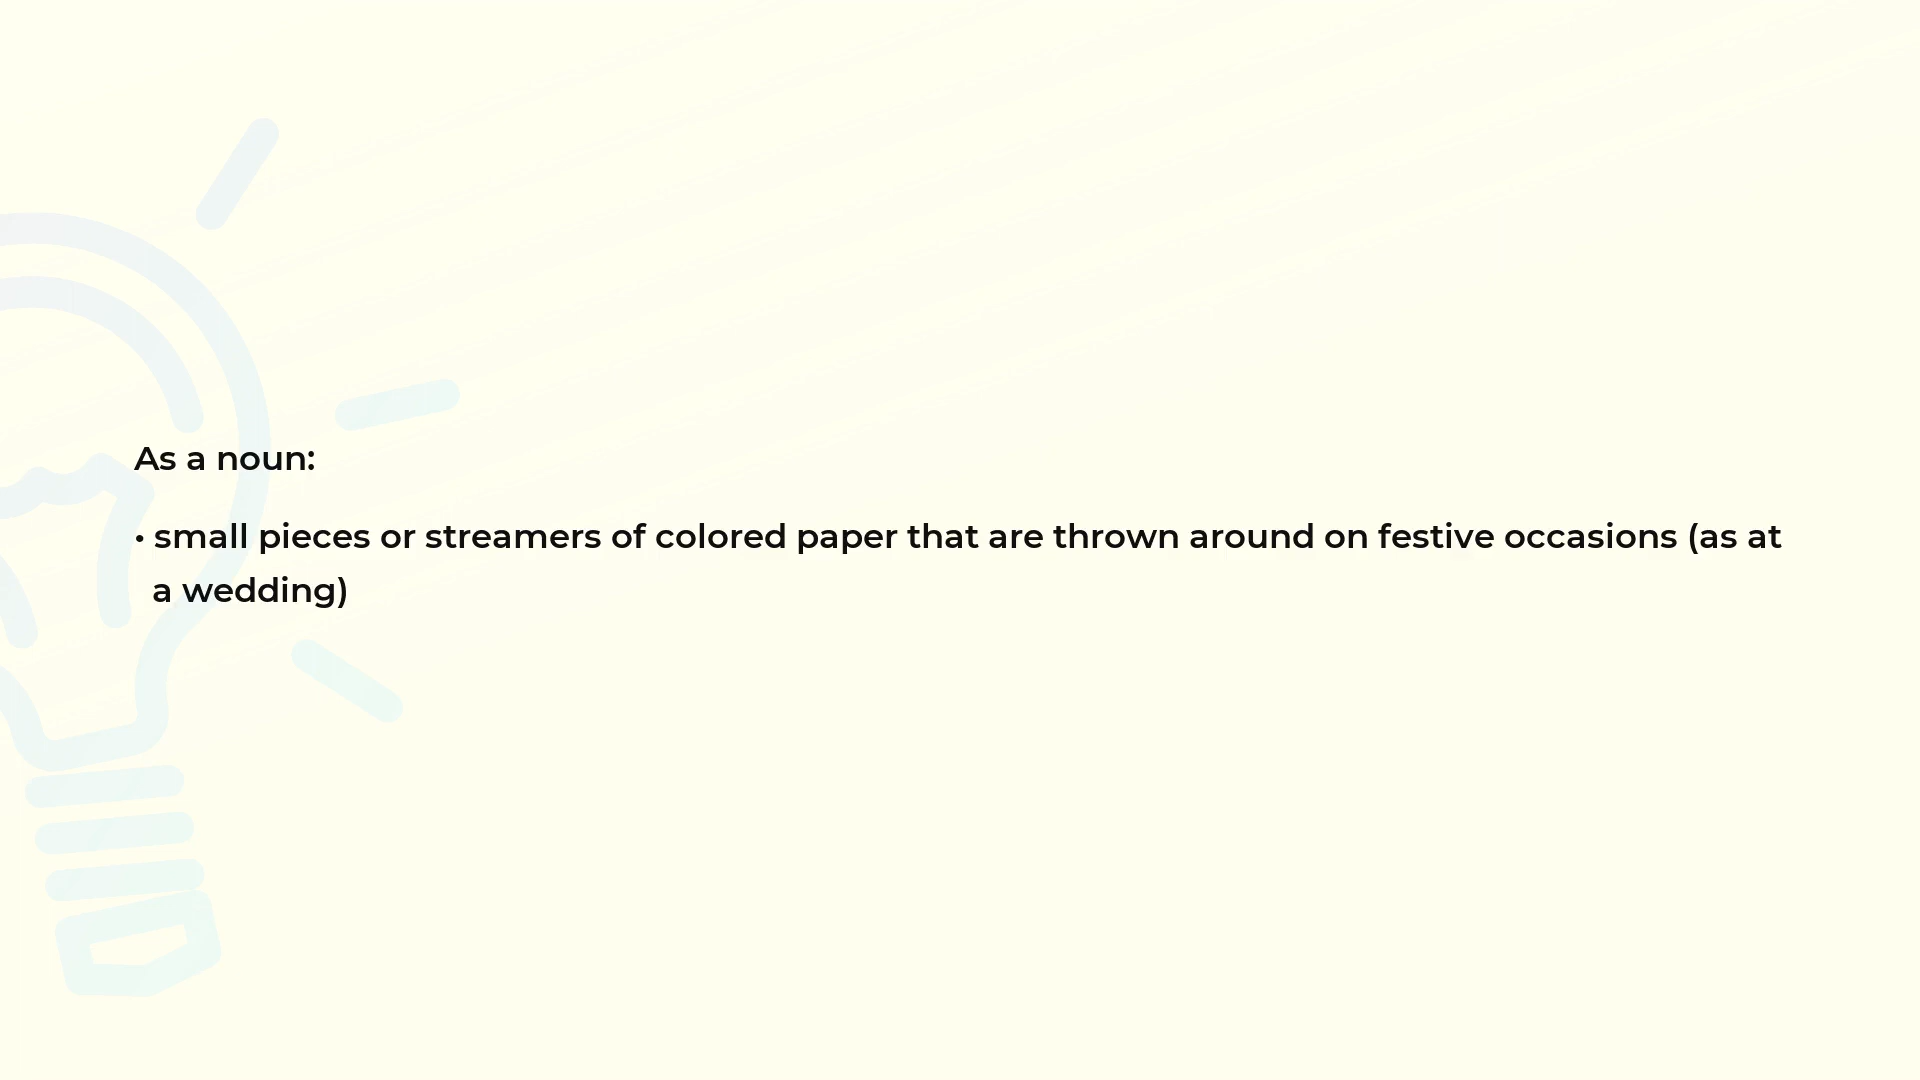 As a noun:
• small pieces or streamers of colored paper that are thrown around on festive occasions (as at
a wedding)